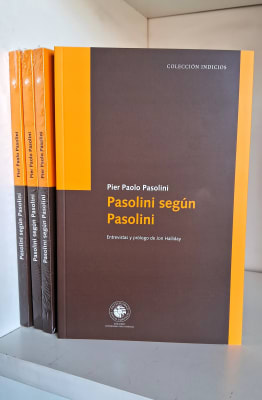 COLECCIÓN INDICIOS
Pier Paolo Pasolini
Pasolini según
Pasolini
Entrevistas y prólogo de Jon Halliday
Pier Paolo Pasolini
Pasolini según Pasolini
Pier Paolo Pasolini
Pasolini según Pasolini
Pier Paolo Pasolini
Pasolini según Pasolini